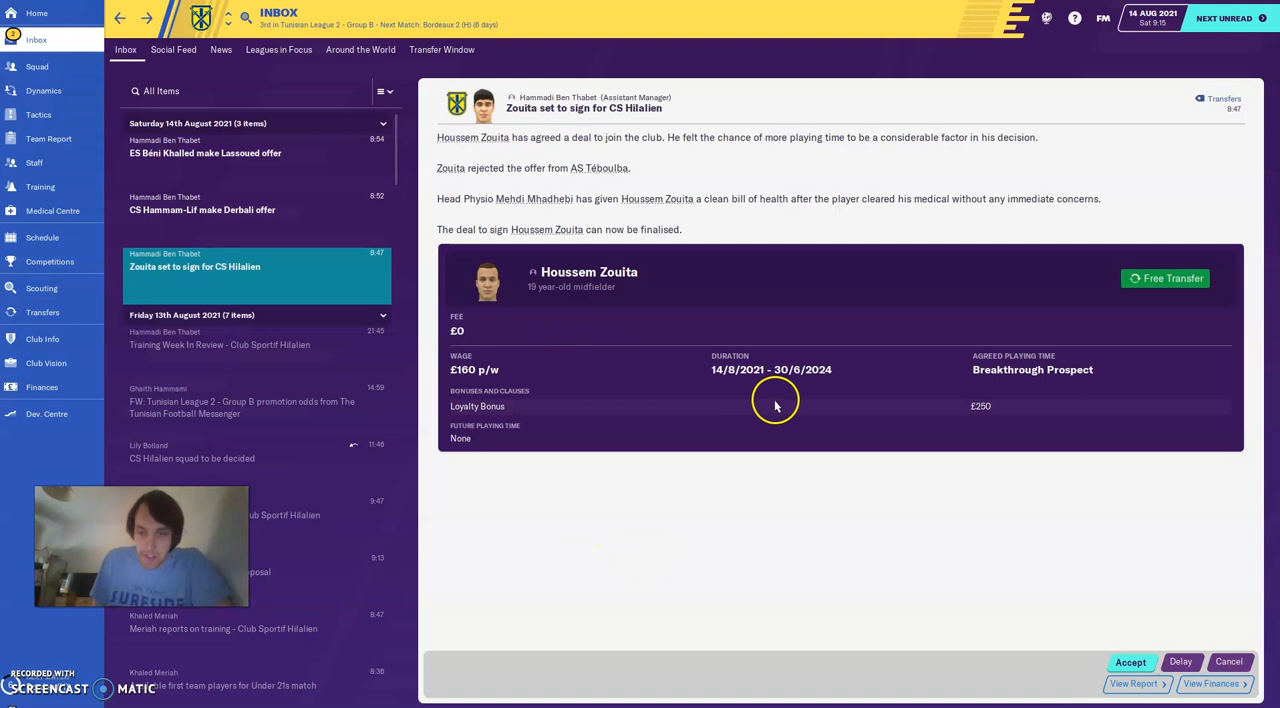 Home
INBOX
3rd in Tunisian League 2 - Group B - Next Match: Bordeaux 2 (H) (6 days)
?
FM
14 AUG 2021
Sat 9:15
NEXT UNREAD
2
Inbox
Squad
Dynamics
Tactics
Team Report
Staff
Training
Medical Centre
Schedule
Competitions
Scouting
Transfers
Club Info
Club Vision
Finances
Dev. Centre
Inbox
Social Feed
News
Leagues in Focus
Around the World
Transfer Window
All Items
Saturday 14th August 2021 (3 items)
Hammadi Ben Thabet
8:54
ES Béni Khalled make Lassoued offer
Hammadi Ben Thabet
8:52
CS Hammam-Lif make Derbali offer
Hammadi Ben Thabet
8:47
Zouita set to sign for CS Hilalien
Friday 13th August 2021 (7 items)
Hammadi Ben Thabet
21:45
Training Week In Review - Club Sportif Hilalien
Ghaith Hammami
14:59
FW: Tunisian League 2 - Group B promotion odds from The
Tunisian Football Messenger
Lily Bolland
11:46
CS Hilalien squad to be decided
9:47
ub Sportif Hilalien
9:13
posal
Khaled Meriah
8:47
Meriah reports on training - Club Sportif Hilalien
Khaled Meriah
8:36
ble first team players for Under 21s match
RECORDED WITH
SCREENCAST MATIC
Hammadi Ben Thabet (Assistant Manager)
Zouita set to sign for CS Hilalien
Transfers
8:47
Houssem Zouita has agreed a deal to join the club. He felt the chance of more playing time to be a considerable factor in his decision.
Zouita rejected the offer from AS Téboulba.
Head Physio Mehdi Mhadhebi has given Houssem Zouita a clean bill of health after the player cleared his medical without any immediate concerns.
The deal to sign Houssem Zouita can now be finalised.
Houssem Zouita
19 year-old midfielder
Free Transfer
FEE
£0
WAGE
DURATION
AGREED PLAYING TIME
£160 p/w
14/8/2021 - 30/6/2024
Breakthrough Prospect
BONUSES AND CLAUSES
Loyalty Bonus
£250
FUTURE PLAYING TIME
None
Accept
Delay
Cancel
View Report
View Finances